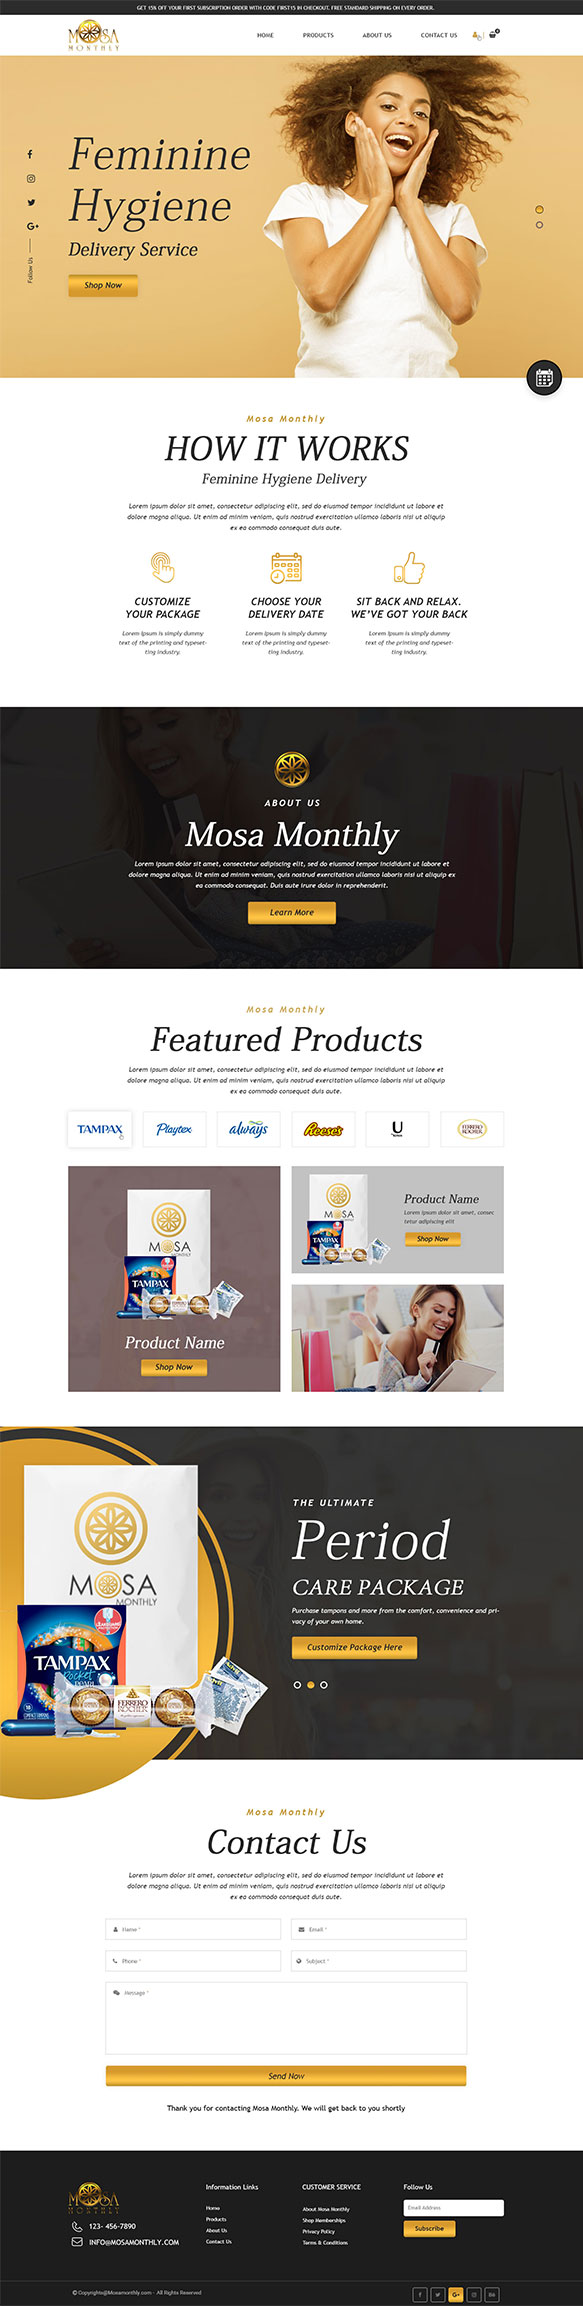 GET 15% OFF YOUR FIRST SUBSCRIPTION ORDER WITH CODE FIRST15 IN CHECKOUT. FREE STANDARD SHIPPING ON EVERY ORDER.
MOSA
MONTHLY
HOME PRODUCTS ABOUT US CONTACT US
Feminine
Hygiene
Delivery Service
Shop Now
Follow Us
Mosa Monthly
HOW IT WORKS
Feminine Hygiene Delivery
Lorem ipsum dolor sit amet, consectetur adipiscing elit, sed do eiusmod tempor incididunt ut labore et
dolore magna aliqua. Ut enim ad minim veniam, quis nostrud exercitation ullamco laboris nisi ut aliquip
ex ea commodo consequat duis aute.
CUSTOMIZE
YOUR PACKAGE
Lorem Ipsum is simply dummy
text of the printing and typeset-
ting industry.
CHOOSE YOUR
DELIVERY DATE
Lorem Ipsum is simply dummy
text of the printing and typeset-
ting industry.
SIT BACK AND RELAX.
WE'VE GOT YOUR BACK
Lorem Ipsum is simply dummy
text of the printing and typeset-
ting industry.
ABOUT US
Mosa Monthly
Lorem ipsum dolor sit amet, consectetur adipiscing elit, sed do eiusmod tempor incididunt ut labore et
dolore magna aliqua. Ut enim ad minim veniam, quis nostrud exercitation ullamco laboris nisi ut aliquip ex
ea commodo consequat. Duis aute irure dolor in reprehenderit.
Learn More
Mosa Monthly
Featured Products
Lorem ipsum dolor sit amet, consectetur adipiscing elit, sed do eiusmod tempor incididunt ut labore et
dolore magna aliqua. Ut enim ad minim veniam, quis nostrud exercitation ullamco laboris nisi ut aliquip
ex ea commodo consequat duis aute.
TAMPAX
Playtex
always
Reese's
U
FERRERO
ROCHER
MOSA
MONTHLY
TAMPAX
Product Name
Shop Now
MOSA
MONTHLY
TAMPAX
Product Name
Lorem ipsum dolor sit amet, consec
tetur adipiscing elit
Shop Now
MOSA
MONTHLY
TAMPAX
Pocket
PEARL
FERRERO
ROCHER
THE ULTIMATE
Period
CARE PACKAGE
Purchase tampons and more from the comfort, convenience and pri-
vacy of your own home.
Customize Package Here
Mosa Monthly
Contact Us
Lorem ipsum dolor sit amet, consectetur adipiscing elit, sed do eiusmod tempor incididunt ut labore et
dolore magna aliqua. Ut enim ad minim veniam, quis nostrud exercitation ullamco laboris nisi ut aliquip
ex ea commodo consequat duis aute.
Name * Email *
Phone * Subject *
Message *
Send Now
Thank you for contacting Mosa Monthly. We will get back to you shortly
MOSA
MONTHLY
123- 456-7890
INFO@MOSAMONTHLY.COM
Information Links
Home
Products
About Us
Contact Us
CUSTOMER SERVICE
About Mosa Monthly
Shop Memberships
Privacy Policy
Terms & Conditions
Follow Us
Email Address
Subscribe
© Copyrights@Mosamonthly.com - All Rights Reserved